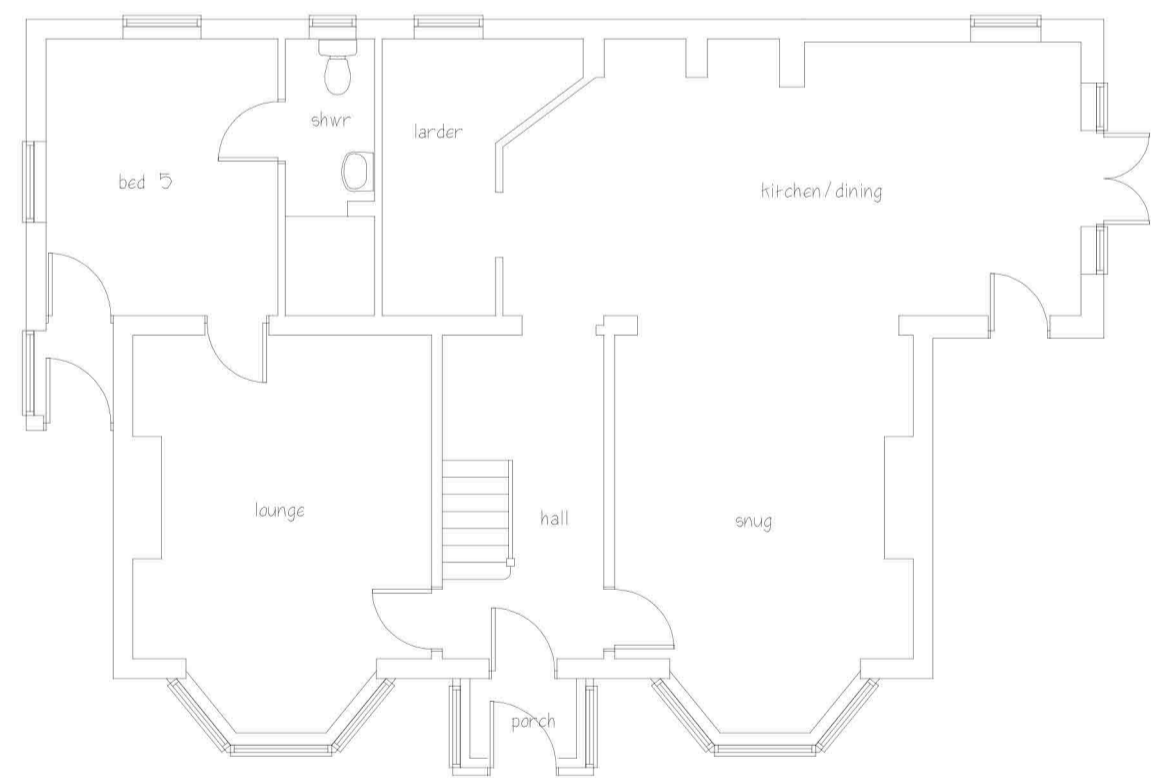 shwr
larder
bed 5
kitchen/dining
lounge
hall
snug
porch